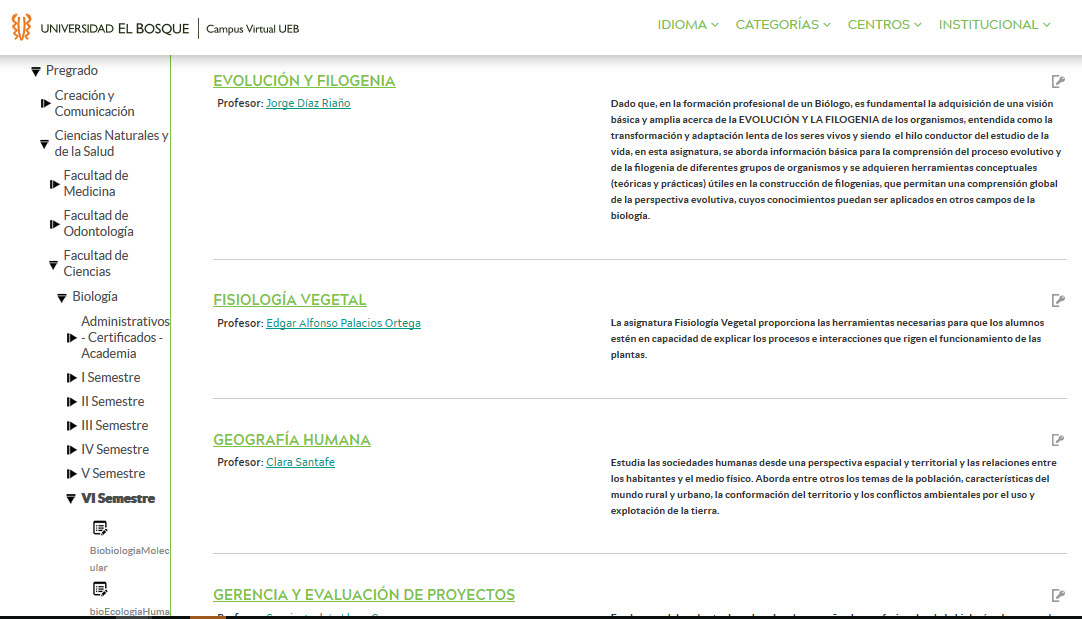 UNIVERSIDAD EL BOSQUE
Campus Virtual UEB
IDIOMA
CATEGORÍAS
CENTROS
INSTITUCIONAL
Pregrado
Creación y
Comunicación
Ciencias Naturales y
de la Salud
Facultad de
Medicina
Facultad de
Odontología
Facultad de
Ciencias
Biología
Administrativos
- Certificados -
Academia
I Semestre
II Semestre
III Semestre
IV Semestre
V Semestre
VI Semestre
BiobiologiaMolec
ular
bioEcologiaHuma
EVOLUCIÓN Y FILOGENIA
Profesor: Jorge Díaz Riaño
Dado que, en la formación profesional de un Biólogo, es fundamental la adquisición de una visión
básica y amplia acerca de la EVOLUCIÓN Y LA FILOGENIA de los organismos, entendida como la
transformación y adaptación lenta de los seres vivos y siendo el hilo conductor del estudio de la
vida, en esta asignatura, se aborda información básica para la comprensión del proceso evolutivo y
de la filogenia de diferentes grupos de organismos y se adquieren herramientas conceptuales
(teóricas y prácticas) útiles en la construcción de filogenias, que permitan una comprensión global
de la perspectiva evolutiva, cuyos conocimientos puedan ser aplicados en otros campos de la
biología.
FISIOLOGÍA VEGETAL
Profesor: Edgar Alfonso Palacios Ortega
La asignatura Fisiología Vegetal proporciona las herramientas necesarias para que los alumnos
estén en capacidad de explicar los procesos e interacciones que rigen el funcionamiento de las
plantas.
GEOGRAFÍA HUMANA
Profesor: Clara Santafe
Estudia las sociedades humanas desde una perspectiva espacial y territorial y las relaciones entre
los habitantes y el medio físico. Aborda entre otros los temas de la población, características del
mundo rural y urbano, la conformación del territorio y los conflictos ambientales por el uso y
explotación de la tierra.
GERENCIA Y EVALUACIÓN DE PROYECTOS